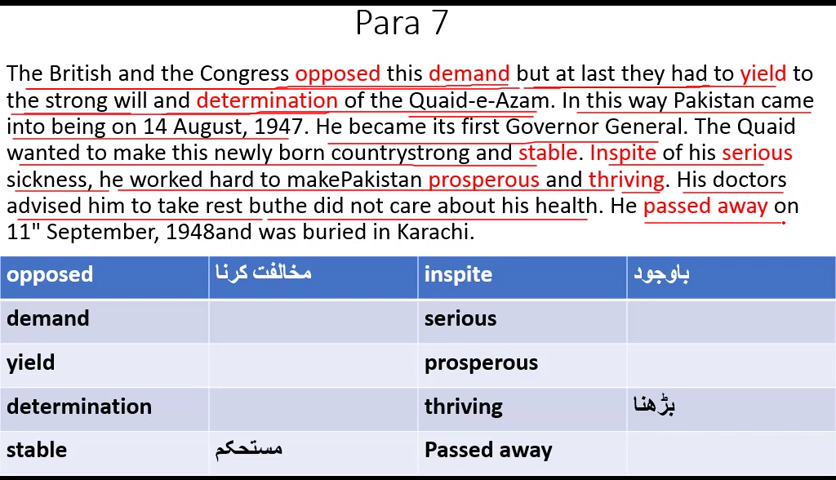 Para 7
The British and the Congress opposed this demand but at last they had to yield to
the strong will and determination of the Quaid-e-Azam. In this way Pakistan came
into being on 14 August, 1947. He became its first Governor General. The Quaid
wanted to make this newly born countrystrong and stable. Inspite of his serious
sickness, he worked hard to makePakistan prosperous and thriving. His doctors
advised him to take rest buthe did not care about his health. He passed away on
11" September, 1948and was buried in Karachi.
opposed مخالفت کرنا inspite باوجود
demand serious
yield prosperous
determination thriving بڑھنا
stable مستحکم Passed away